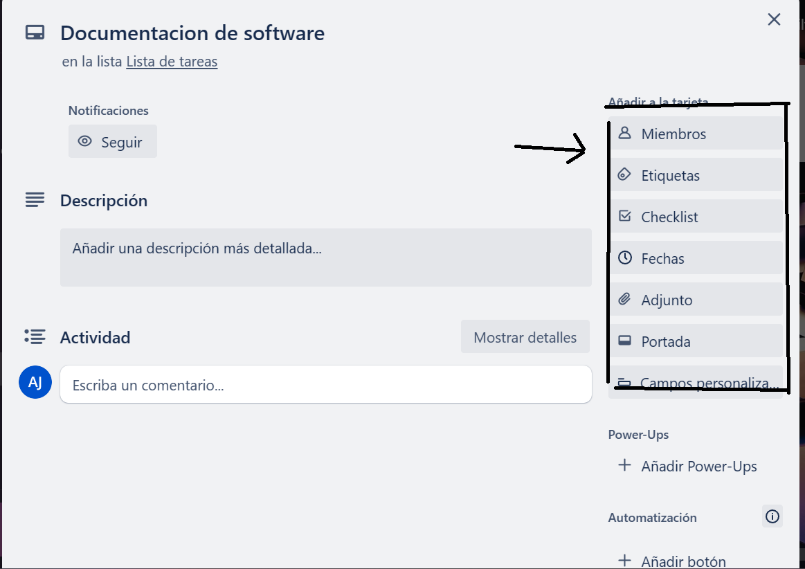 Documentacion de software
en la lista Lista de tareas
Notificaciones
Seguir
Descripción
Añadir una descripción más detallada...
Actividad
Mostrar detalles
AJ
Escriba un comentario...
Añadir a la tarjeta
Miembros
Etiquetas
Checklist
Fechas
Adjunto
Portada
Campos personaliza...
Power-Ups
Añadir Power-Ups
Automatización
Añadir botón